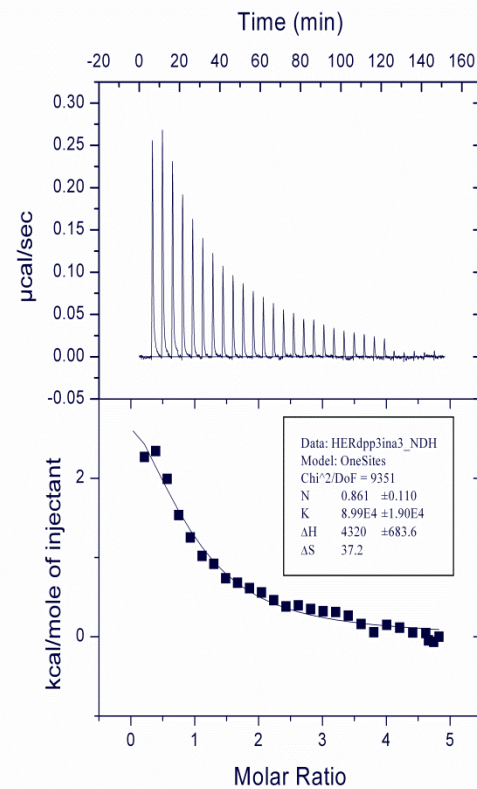 Time (min)
-20 0 20 40 60 80 100 120 140 160
0.30
0.25
0.20
0.15
0.10
0.05
0.00
-0.05
µcal/sec
Data: HERdpp3ina3_NDH
Model: OneSites
Chi^2/DoF = 9351
N 0.861 ±0.110
K 8.99E4 ±1.90E4
ΔH 4320 ±683.6
ΔS 37.2
2
0
kcal/mole of injectant
0 1 2 3 4 5
Molar Ratio